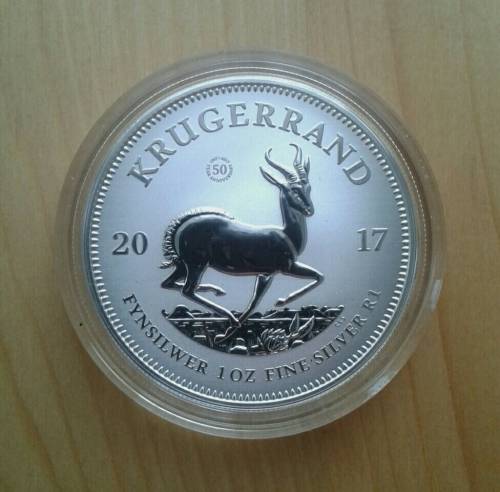 KRUGERRAND
50
20 17
FYNSILWER 1 OZ FINE SILVER R1